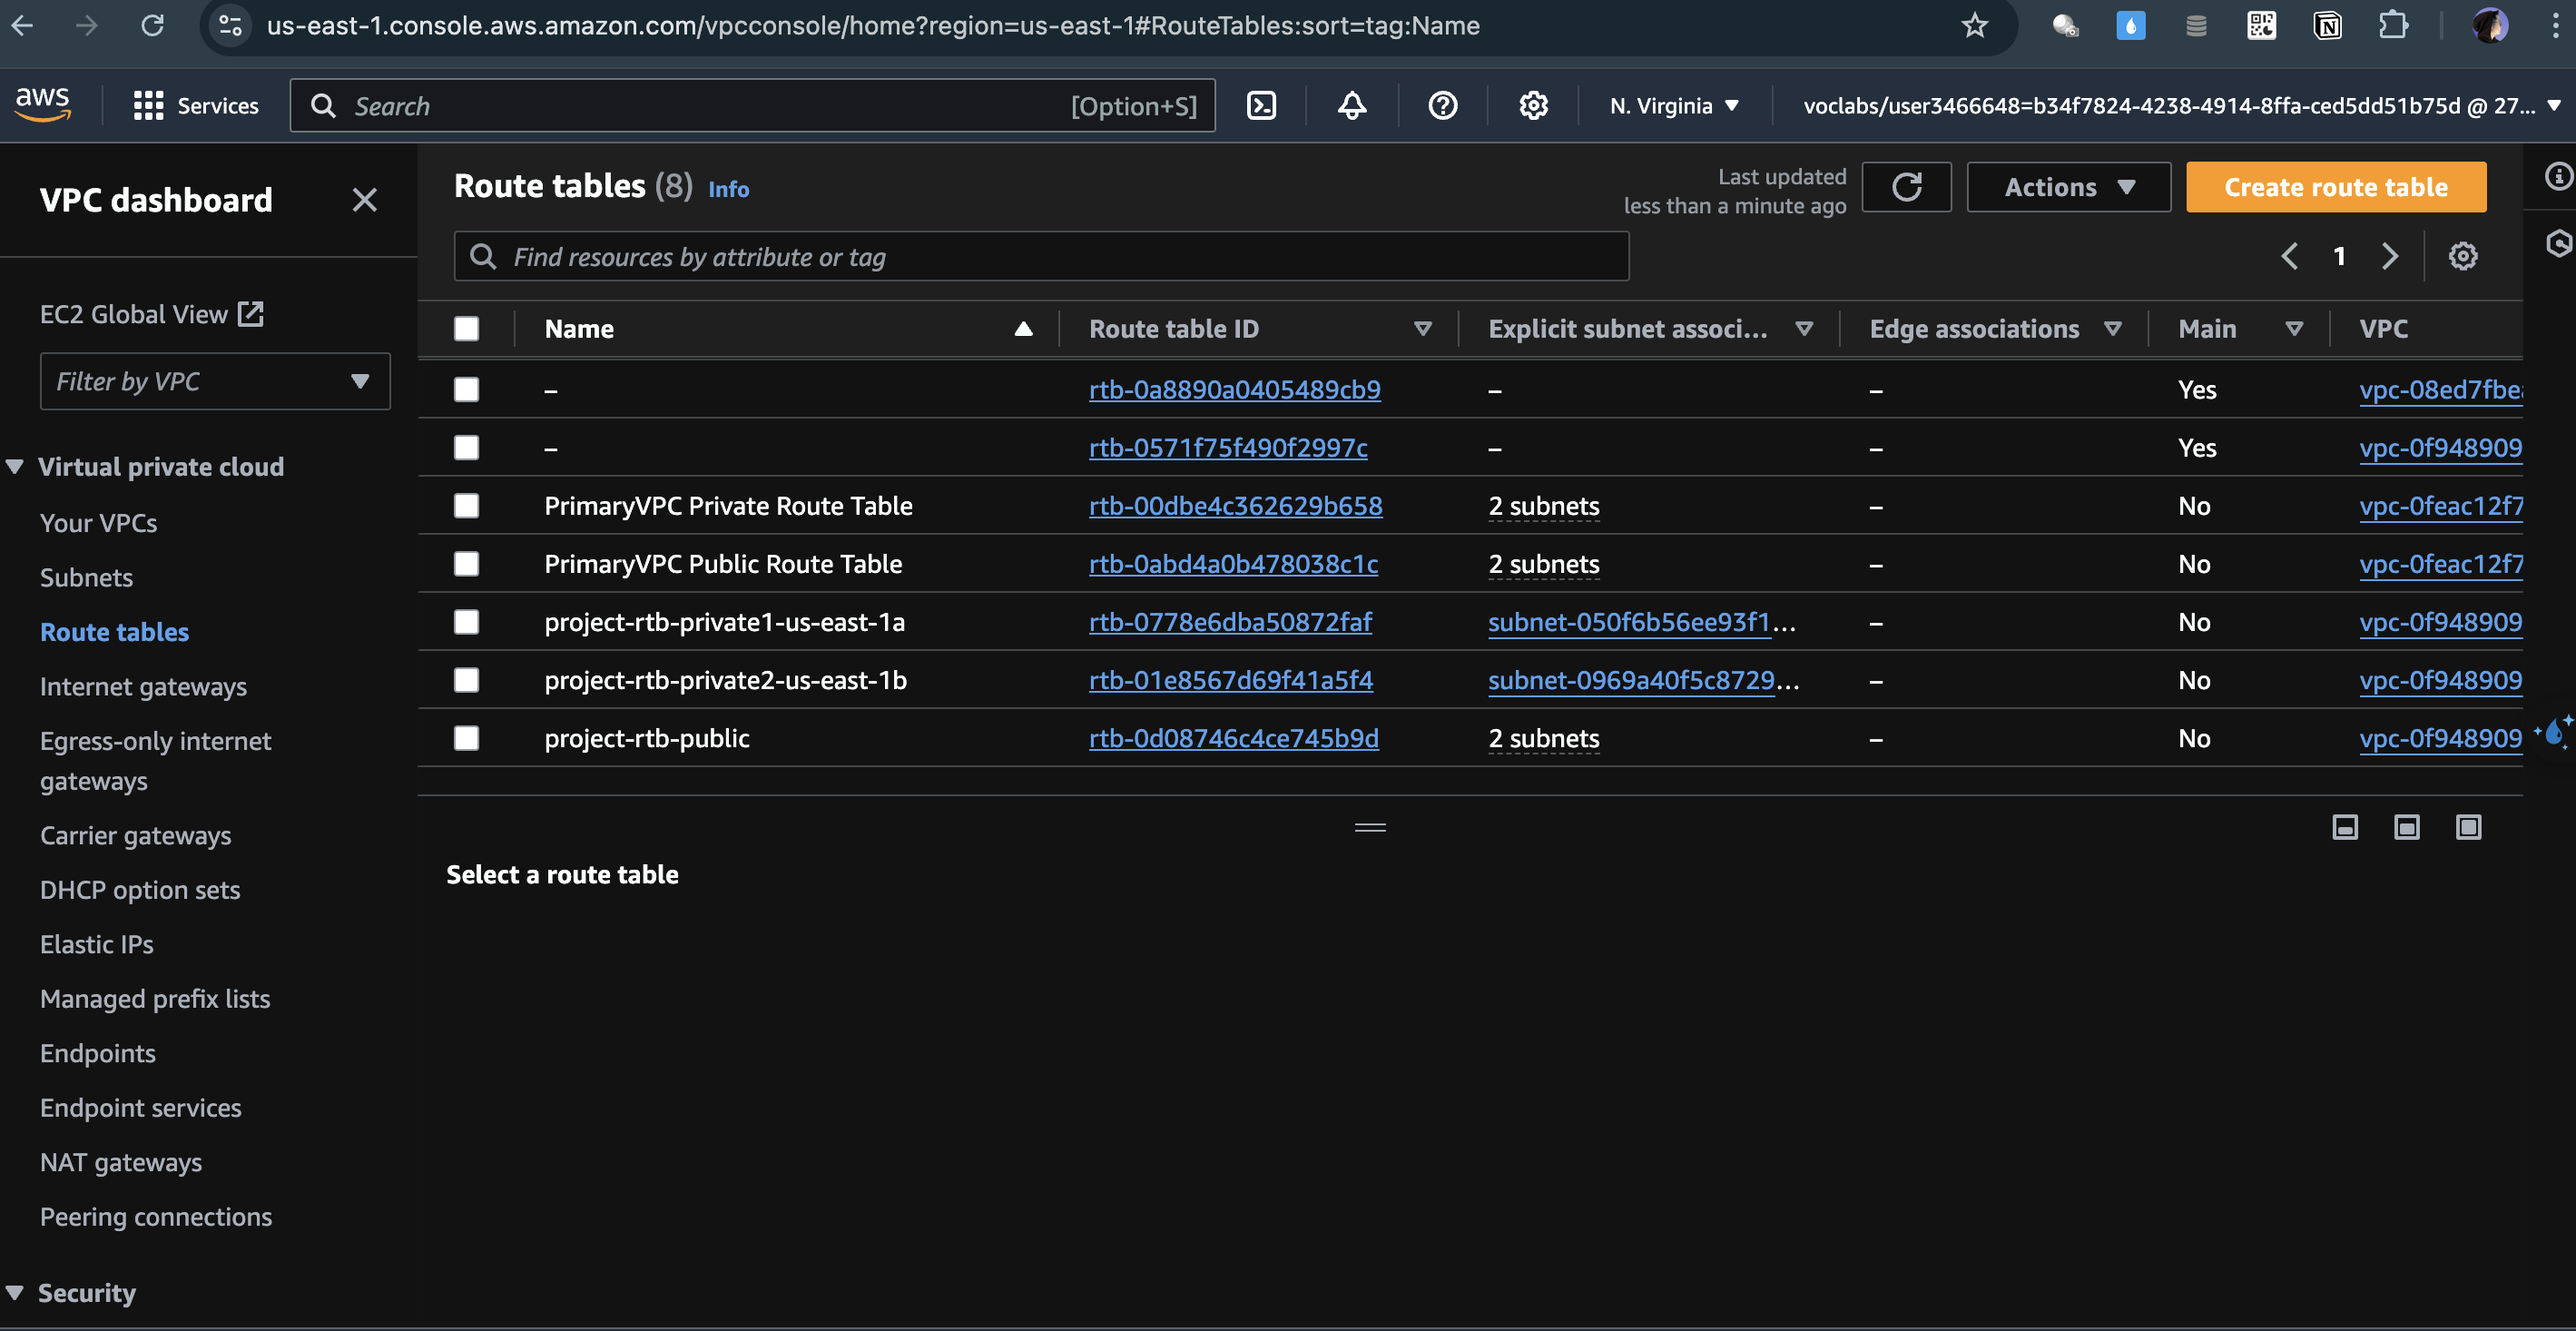 us-east-1.console.aws.amazon.com/vpcconsole/home?region=us-east-1#RouteTables:sort=tag:Name
aws
Services
Search
[Option+S]
N. Virginia
voclabs/user3466648=b34f7824-4238-4914-8ffa-ced5dd51b75d @ 27...
VPC dashboard
EC2 Global View
Filter by VPC
Virtual private cloud
Your VPCs
Subnets
Route tables
Internet gateways
Egress-only internet
gateways
Carrier gateways
DHCP option sets
Elastic IPs
Managed prefix lists
Endpoints
Endpoint services
NAT gateways
Peering connections
Security
Route tables (8) Info
Last updated
less than a minute ago
Actions
Create route table
Find resources by attribute or tag
1
Name Route table ID Explicit subnet associ... Edge associations Main VPC
– rtb-0a8890a0405489cb9 – – Yes vpc-08ed7fbea
– rtb-0571f75f490f2997c – – Yes vpc-0f948909
PrimaryVPC Private Route Table rtb-00dbe4c362629b658 2 subnets – No vpc-0feac12f7
PrimaryVPC Public Route Table rtb-0abd4a0b478038c1c 2 subnets – No vpc-0feac12f7
project-rtb-private1-us-east-1a rtb-0778e6dba50872faf subnet-050f6b56ee93f1... – No vpc-0f948909
project-rtb-private2-us-east-1b rtb-01e8567d69f41a5f4 subnet-0969a40f5c8729... – No vpc-0f948909
project-rtb-public rtb-0d08746c4ce745b9d 2 subnets – No vpc-0f948909
Select a route table